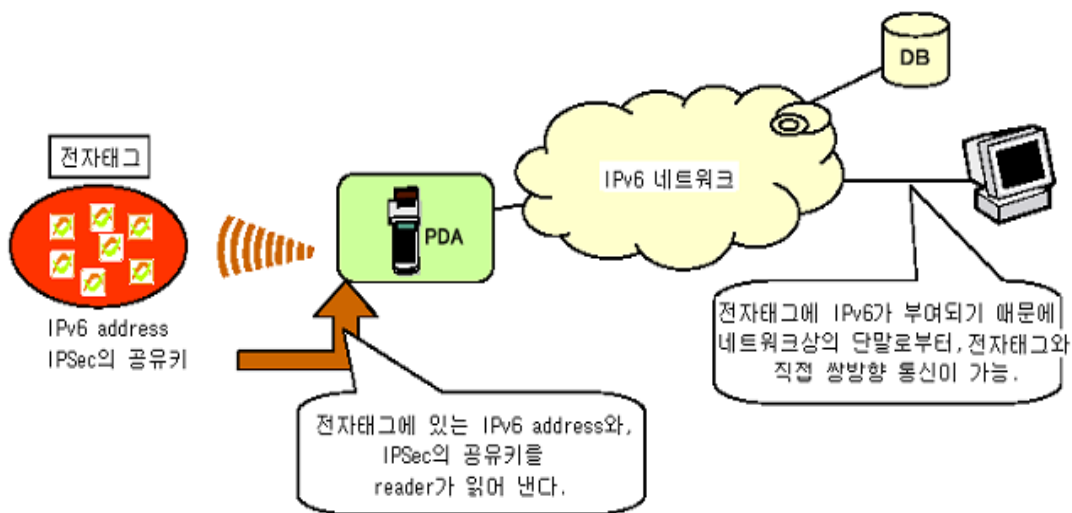 전자태그
IPv6 address
IPSec의 공유키
PDA
IPv6 네트워크
DB
전자태그에 IPv6가 부여되기 때문에
네트워크상의 단말로부터,전자태그와
직접 쌍방향 통신이 가능.
전자태그에 있는 IPv6 address와,
IPSec의 공유키를
reader가 읽어 낸다.